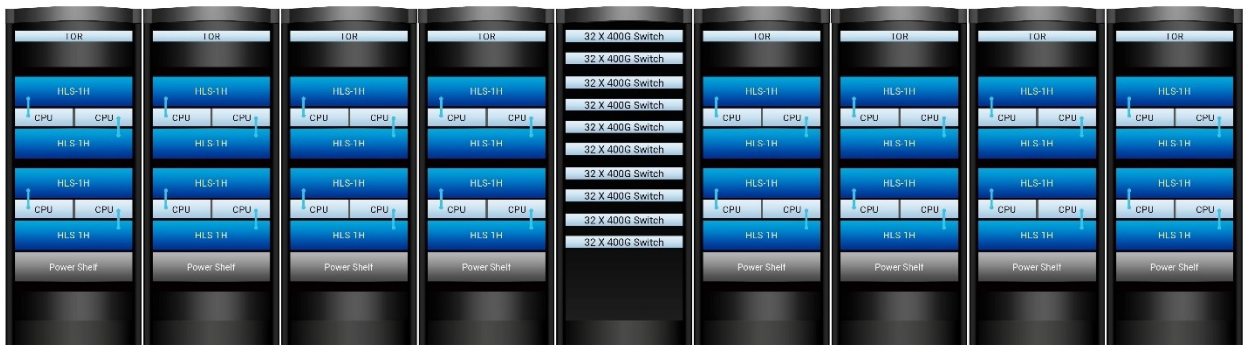 TOR
HLS-1H
CPU CPU
HLS-1H
HLS-1H
CPU CPU
HLS-1H
Power Shelf
TOR
HLS-1H
CPU CPU
HLS-1H
HLS-1H
CPU CPU
HLS-1H
Power Shelf
TOR
HLS-1H
CPU CPU
HLS-1H
HLS-1H
CPU CPU
HLS-1H
Power Shelf
TOR
HLS-1H
CPU CPU
HLS-1H
HLS-1H
CPU CPU
HLS-1H
Power Shelf
32 X 400G Switch
32 X 400G Switch
32 X 400G Switch
32 X 400G Switch
32 X 400G Switch
32 X 400G Switch
32 X 400G Switch
32 X 400G Switch
32 X 400G Switch
32 X 400G Switch
TOR
HLS-1H
CPU CPU
HLS-1H
HLS-1H
CPU CPU
HLS-1H
Power Shelf
TOR
HLS-1H
CPU CPU
HLS-1H
HLS-1H
CPU CPU
HLS-1H
Power Shelf
TOR
HLS-1H
CPU CPU
HLS-1H
HLS-1H
CPU CPU
HLS-1H
Power Shelf
TOR
HLS-1H
CPU CPU
HLS-1H
HLS-1H
CPU CPU
HLS-1H
Power Shelf